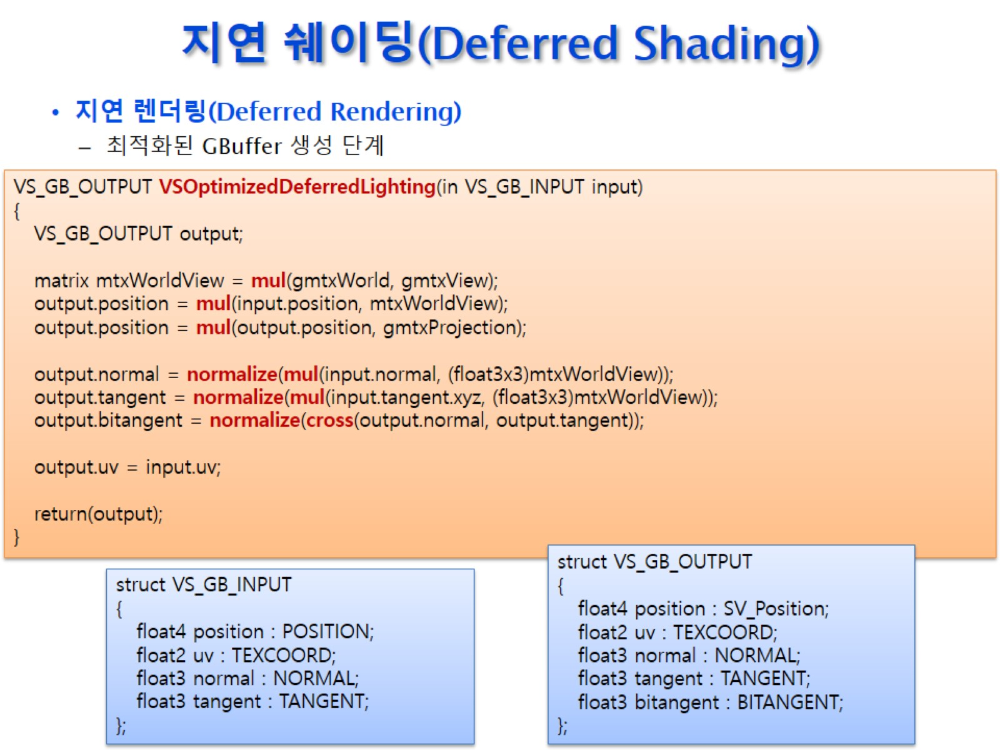 지연 쉐이딩(Deferred Shading)
• 지연 렌더링(Deferred Rendering)
– 최적화된 GBuffer 생성 단계
VS_GB_OUTPUT VSOptimizedDeferredLighting(in VS_GB_INPUT input)
{
VS_GB_OUTPUT output;
matrix mtxWorldView = mul(gmtxWorld, gmtxView);
output.position = mul(input.position, mtxWorldView);
output.position = mul(output.position, gmtxProjection);
output.normal = normalize(mul(input.normal, (float3x3)mtxWorldView));
output.tangent = normalize(mul(input.tangent.xyz, (float3x3)mtxWorldView));
output.bitangent = normalize(cross(output.normal, output.tangent));
output.uv = input.uv;
return(output);
}
struct VS_GB_INPUT
{
float4 position : POSITION;
float2 uv : TEXCOORD;
float3 normal : NORMAL;
float3 tangent : TANGENT;
};
struct VS_GB_OUTPUT
{
float4 position : SV_Position;
float2 uv : TEXCOORD;
float3 normal : NORMAL;
float3 tangent : TANGENT;
float3 bitangent : BITANGENT;
};